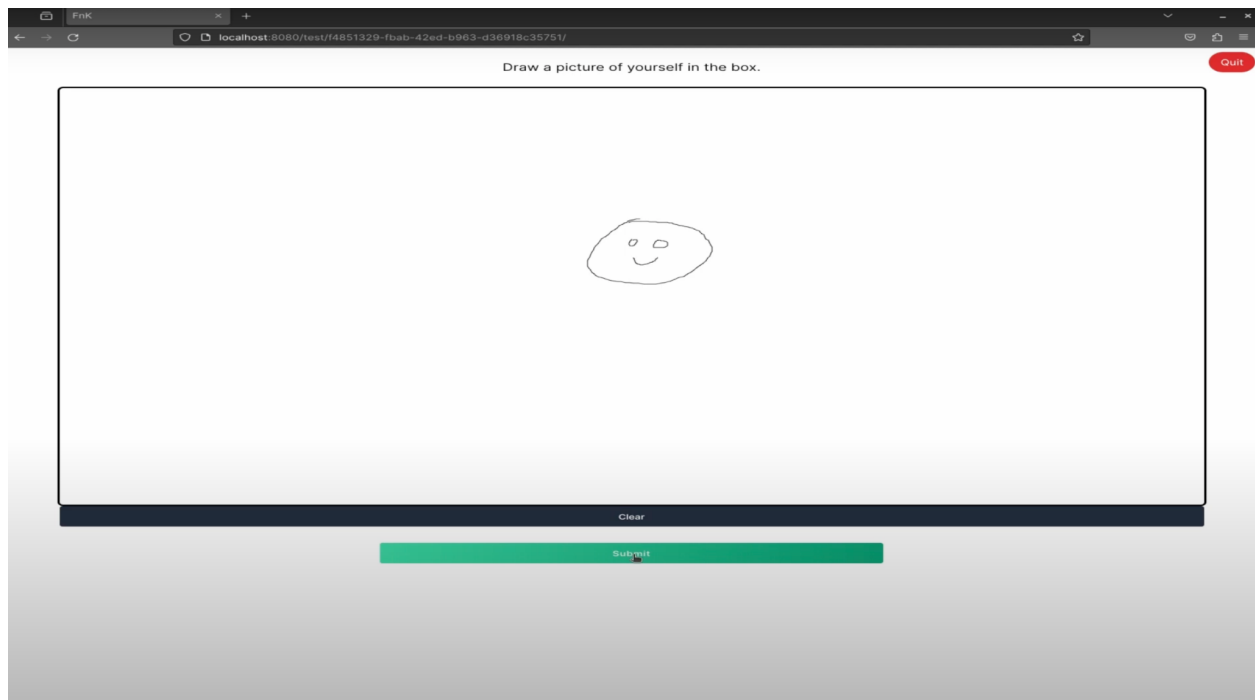 FnK
localhost:8080/test/f4851329-fbab-42ed-b963-d36918c35751/
Draw a picture of yourself in the box.
Quit
Clear
Submit